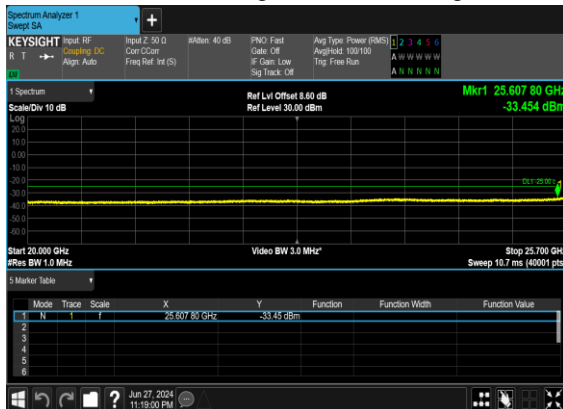 Spectrum Analyzer 1
Swept SA
KEYSIGHT Input: RF Input Z: 50 Ω #Atten: 40 dB PNO: Fast Avg Type: Power (RMS) 1 2 3 4 5 6
R T Coupling: DC Corr CCorr Gate: Off Avg|Hold: 100/100 A W W W W W
Align: Auto Freq Ref: Int (S) IF Gain: Low Trig: Free Run
Sig Track: Off A N N N N N
1 Spectrum Ref Lvl Offset 8.60 dB Mkr1 25.607 80 GHz
Scale/Div 10 dB Ref Level 30.00 dBm -33.454 dBm
Log
20.0
10.0
0.00
-10.0
-20.0
DL1 -25.00
-30.0
-40.0
-50.0
-60.0
Start 20.000 GHz Video BW 3.0 MHz* Stop 25.700 GHz
#Res BW 1.0 MHz Sweep 10.7 ms (40001 pts)
5 Marker Table
Mode Trace Scale X Y Function Function Width Function Value
1 N 1 f 25.607 80 GHz -33.45 dBm
2
3
4
5
6
? Jun 27, 2024
11:19:00 PM